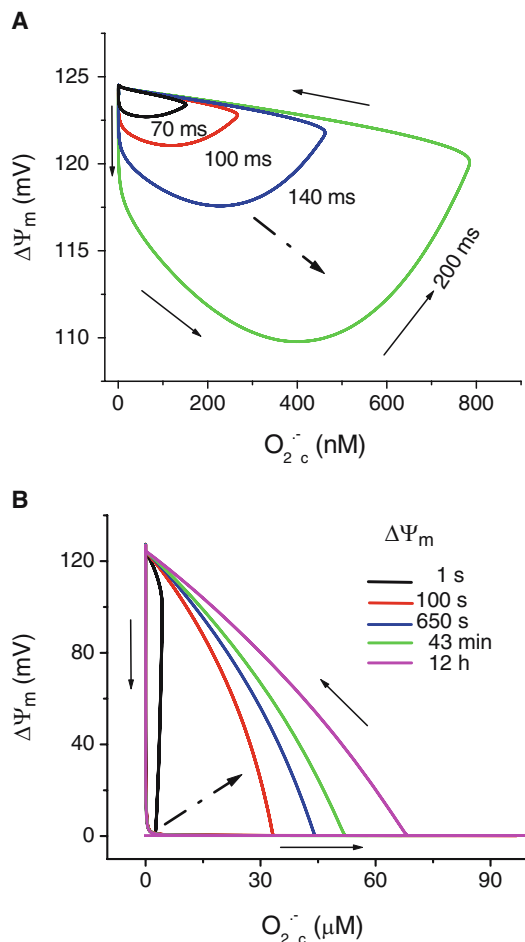 A
125
120
115
110
ΔΨm (mV)
70 ms
100 ms
140 ms
200 ms
0 200 400 600 800
O2·-c (nM)
B
120
80
40
0
ΔΨm (mV)
ΔΨm
1 s
100 s
650 s
43 min
12 h
0 30 60 90
O2·-c (μM)